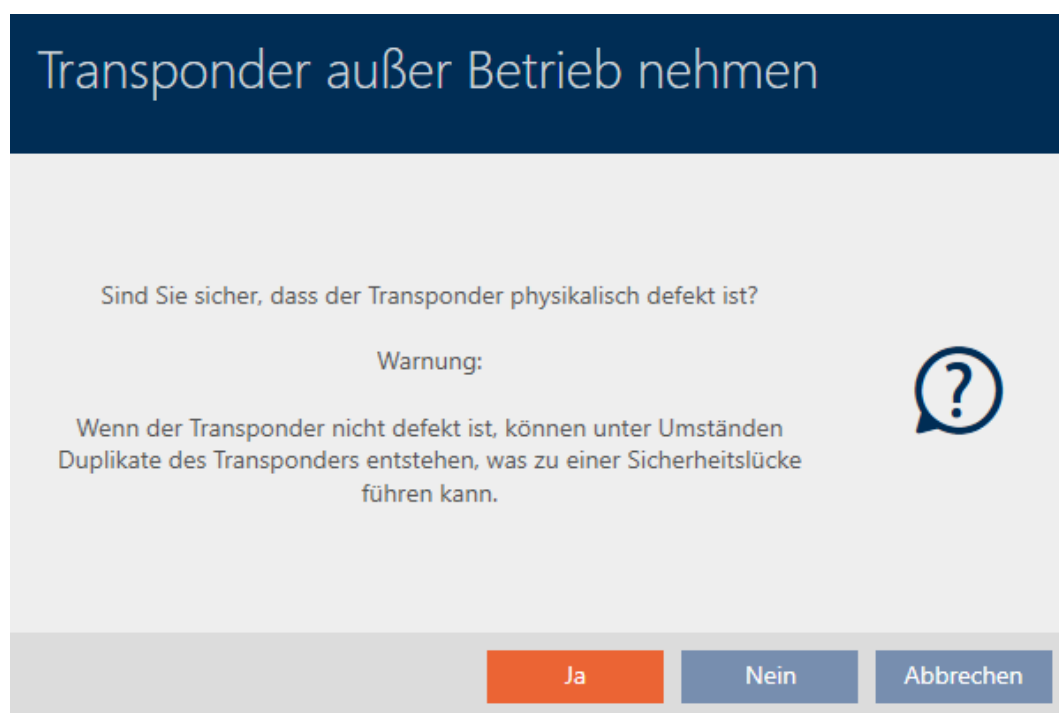 Transponder außer Betrieb nehmen
Sind Sie sicher, dass der Transponder physikalisch defekt ist?
Warnung:
Wenn der Transponder nicht defekt ist, können unter Umständen
Duplikate des Transponders entstehen, was zu einer Sicherheitslücke
führen kann.
?
Ja Nein Abbrechen